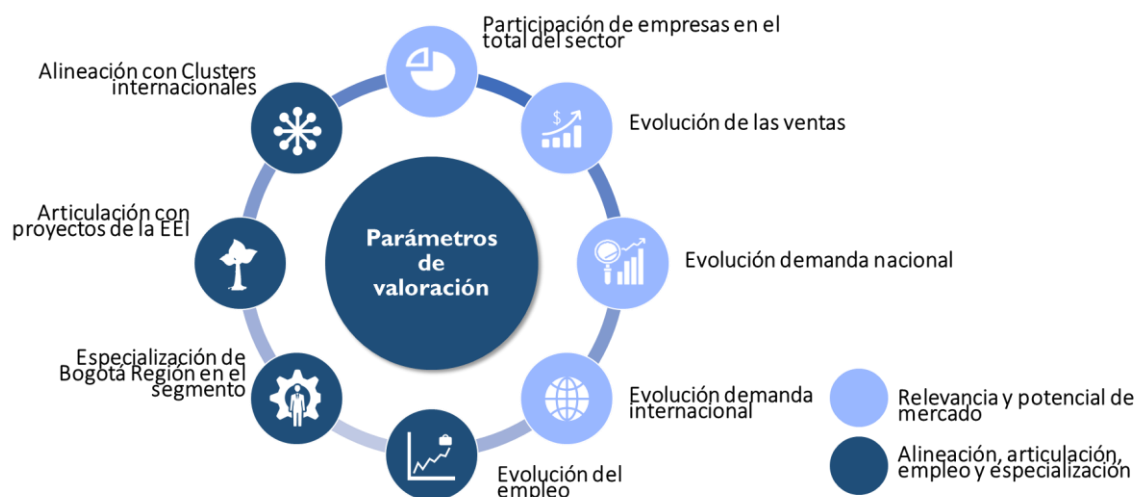 Participación de empresas en el
total del sector
Alineación con Clusters
internacionales
Evolución de las ventas
Articulación con
proyectos de la EEI
Parámetros
de
valoración
Evolución demanda nacional
Especialización de
Bogotá Región en el
segmento
Evolución demanda
internacional
Evolución del
empleo
Relevancia y potencial de
mercado
Alineación, articulación,
empleo y especialización
$